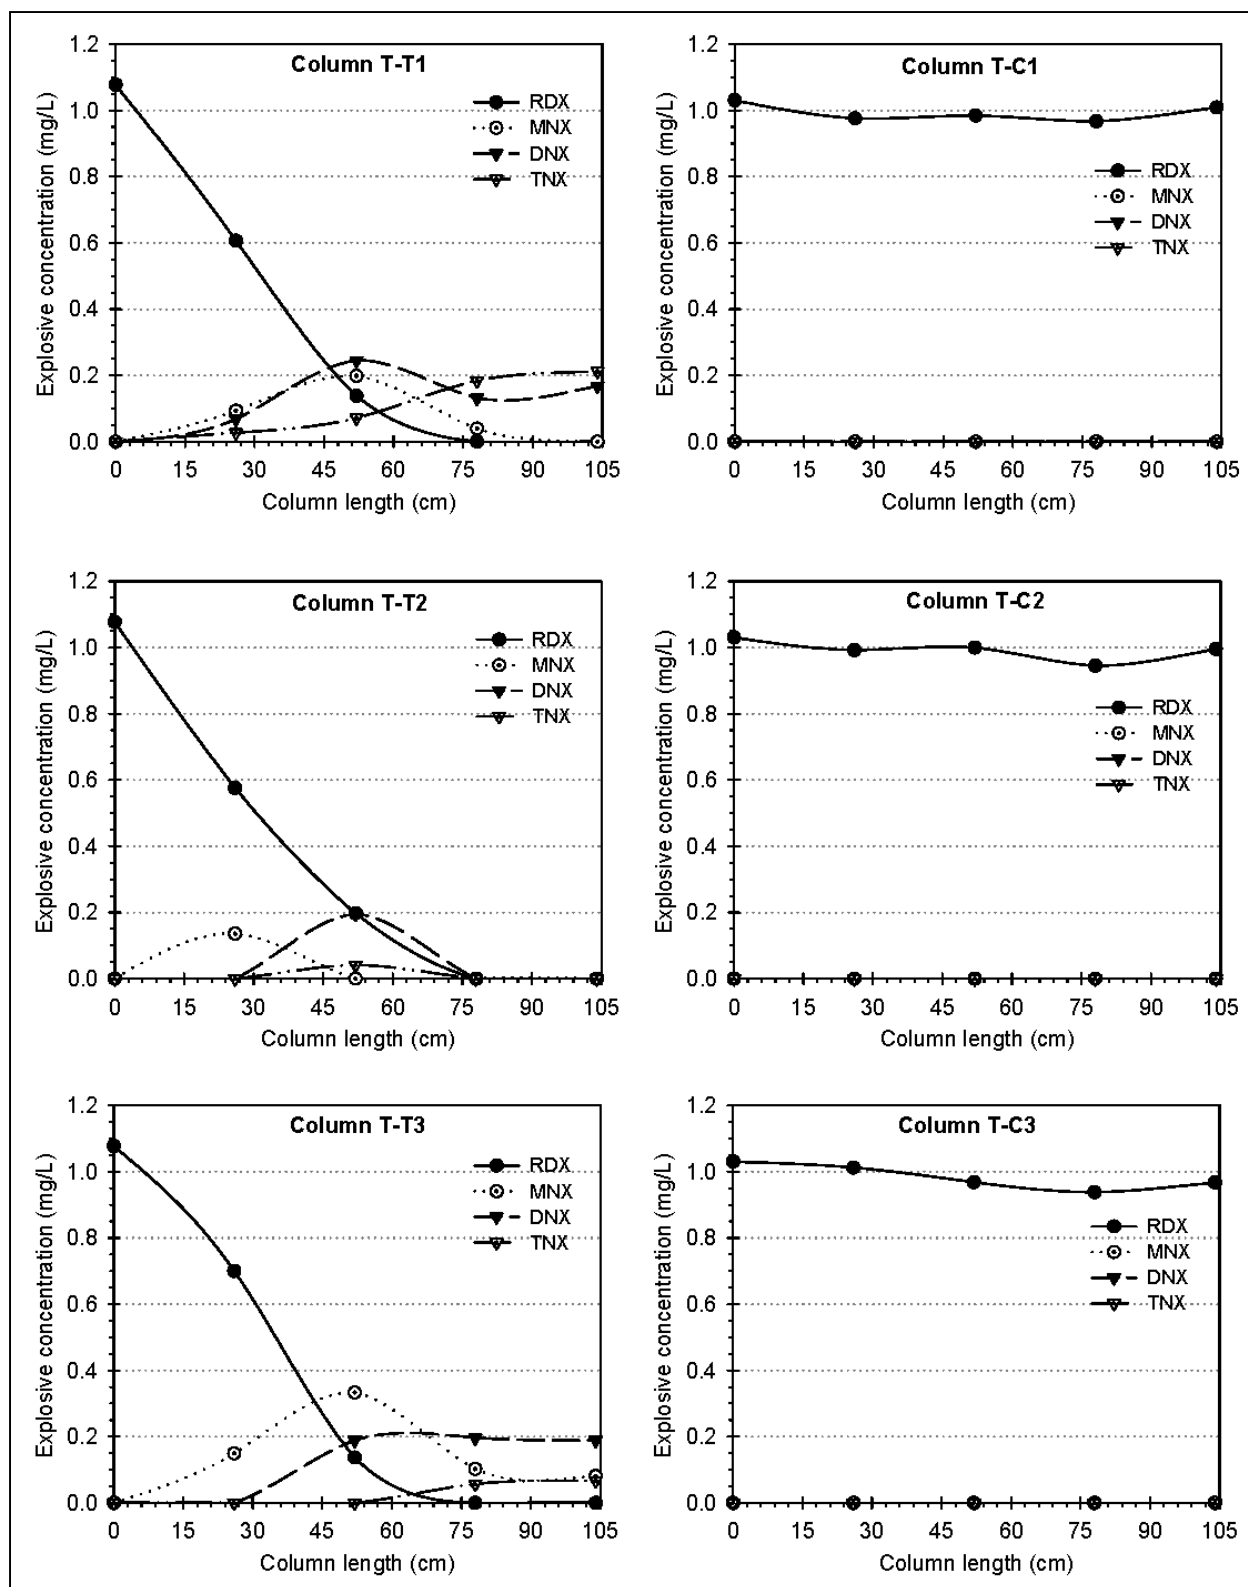 Column T-T1
RDX
MNX
DNX
TNX
Explosive concentration (mg/L)
1.2
1.0
0.8
0.6
0.4
0.2
0.0
0 15 30 45 60 75 90 105
Column length (cm)
Column T-C1
RDX
MNX
DNX
TNX
Explosive concentration (mg/L)
1.2
1.0
0.8
0.6
0.4
0.2
0.0
0 15 30 45 60 75 90 105
Column length (cm)
Column T-T2
RDX
MNX
DNX
TNX
Explosive concentration (mg/L)
1.2
1.0
0.8
0.6
0.4
0.2
0.0
0 15 30 45 60 75 90 105
Column length (cm)
Column T-C2
RDX
MNX
DNX
TNX
Explosive concentration (mg/L)
1.2
1.0
0.8
0.6
0.4
0.2
0.0
0 15 30 45 60 75 90 105
Column length (cm)
Column T-T3
RDX
MNX
DNX
TNX
Explosive concentration (mg/L)
1.2
1.0
0.8
0.6
0.4
0.2
0.0
0 15 30 45 60 75 90 105
Column length (cm)
Column T-C3
RDX
MNX
DNX
TNX
Explosive concentration (mg/L)
1.2
1.0
0.8
0.6
0.4
0.2
0.0
0 15 30 45 60 75 90 105
Column length (cm)